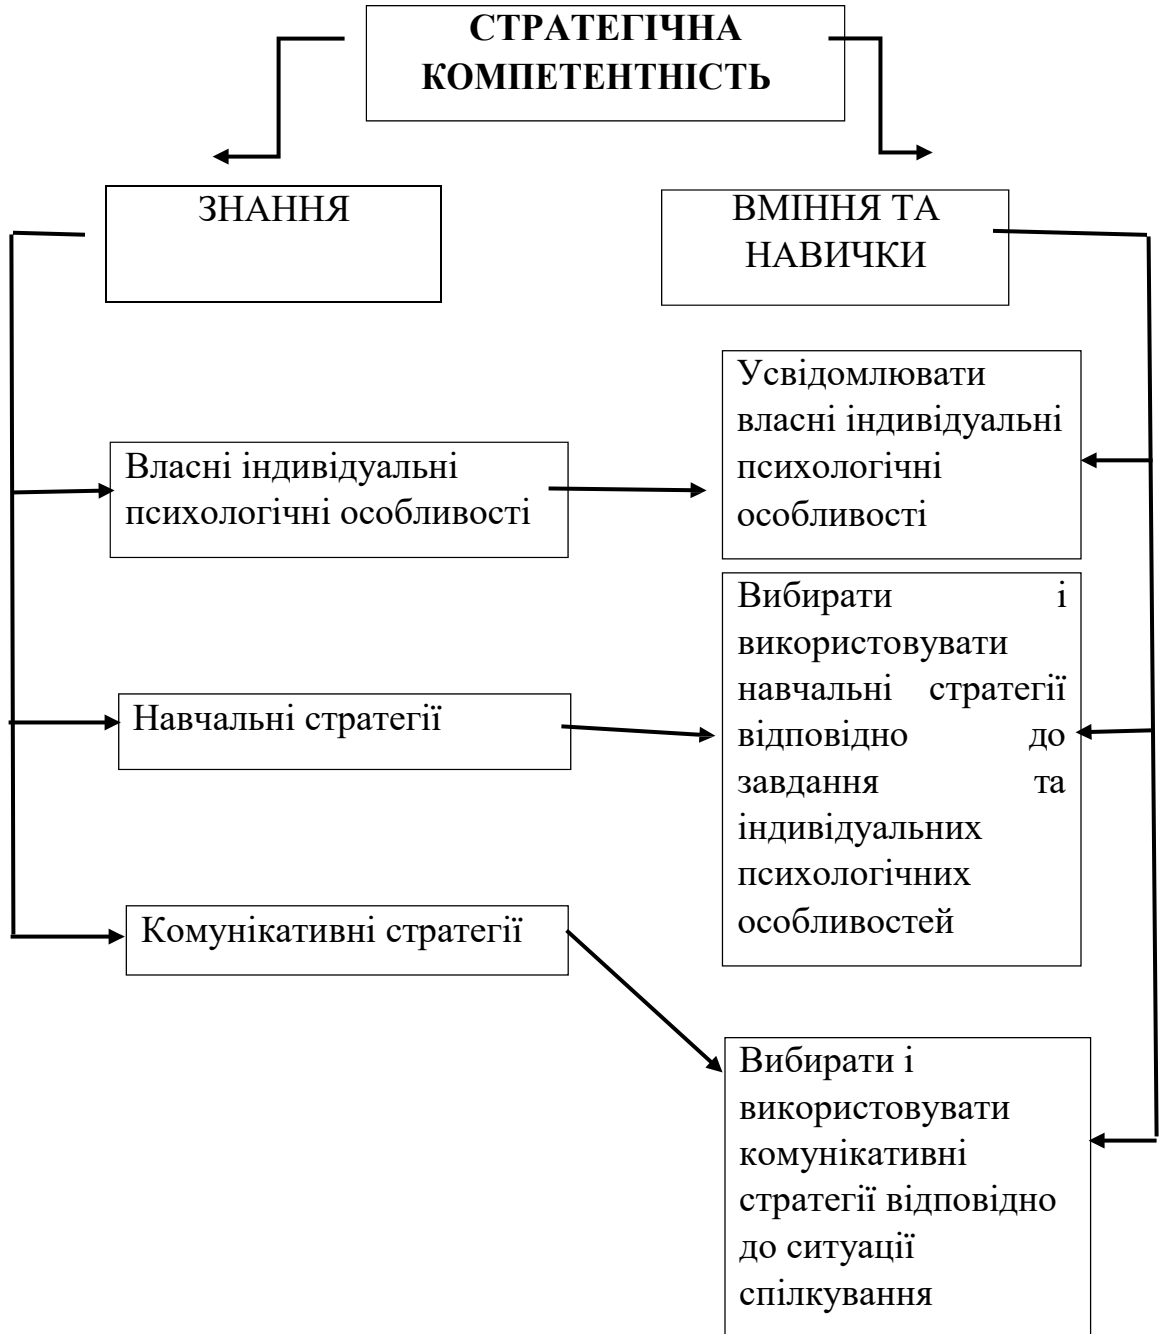 СТРАТЕГІЧНА
КОМПЕТЕНТНІСТЬ
ЗНАННЯ
ВМІННЯ ТА
НАВИЧКИ
Власні індивідуальні
психологічні особливості
Усвідомлювати
власні індивідуальні
психологічні
особливості
Навчальні стратегії
Вибирати і
використовувати
навчальні стратегії
відповідно до
завдання та
індивідуальних
психологічних
особливостей
Комунікативні стратегії
Вибирати і
використовувати
комунікативні
стратегії відповідно
до ситуації
спілкування